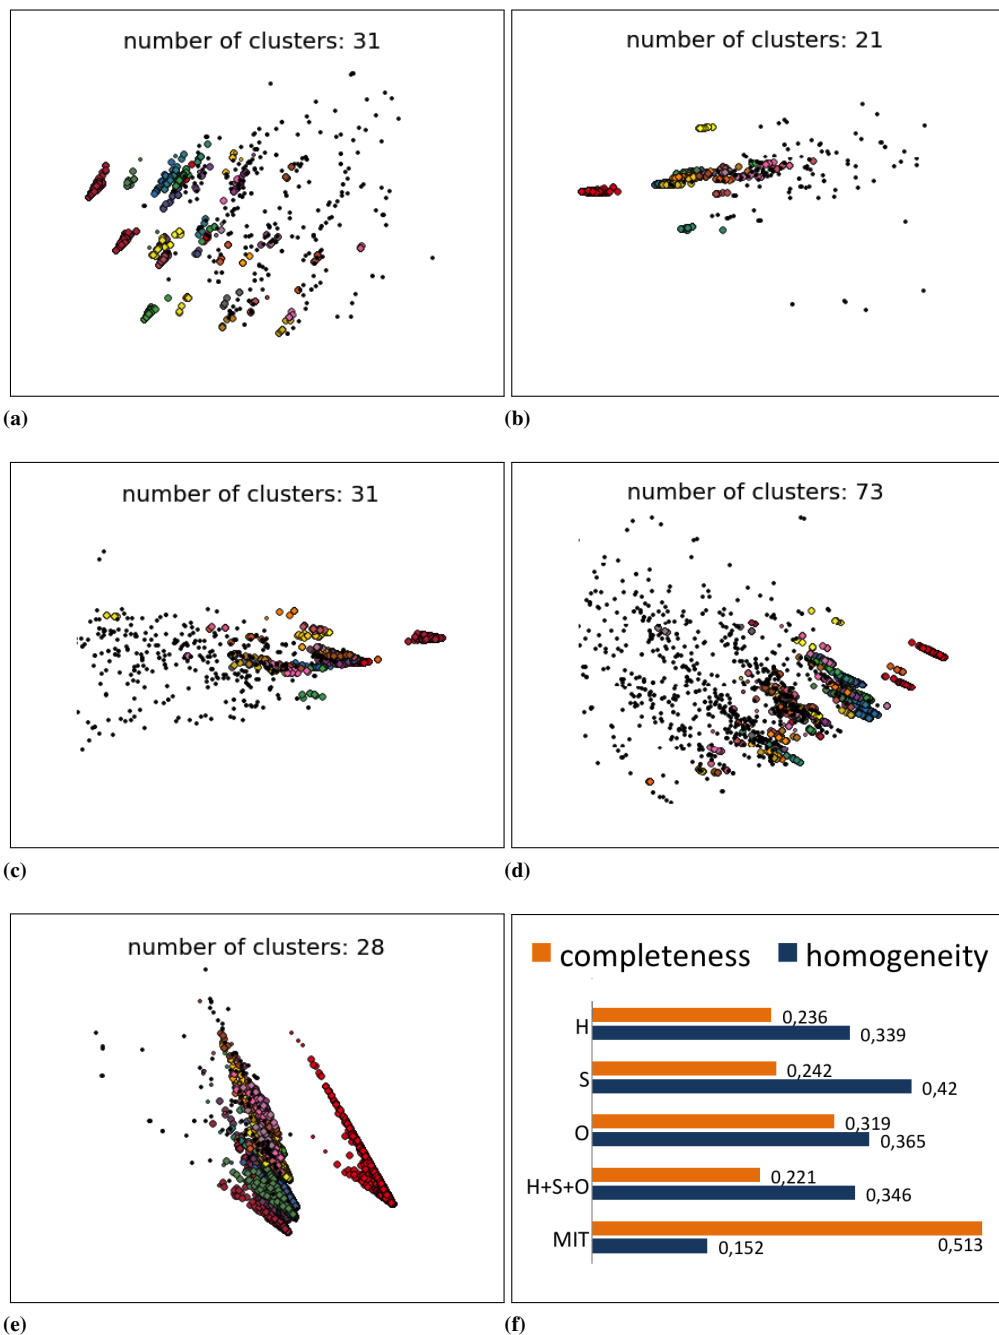 number of clusters: 31
number of clusters: 21
(a)
(b)
number of clusters: 31
number of clusters: 73
(c)
(d)
number of clusters: 28
completeness homogeneity
H
0,236
0,339
S
0,242
0,42
O
0,319
0,365
H+S+O
0,221
0,346
MIT
0,513
0,152
(e)
(f)